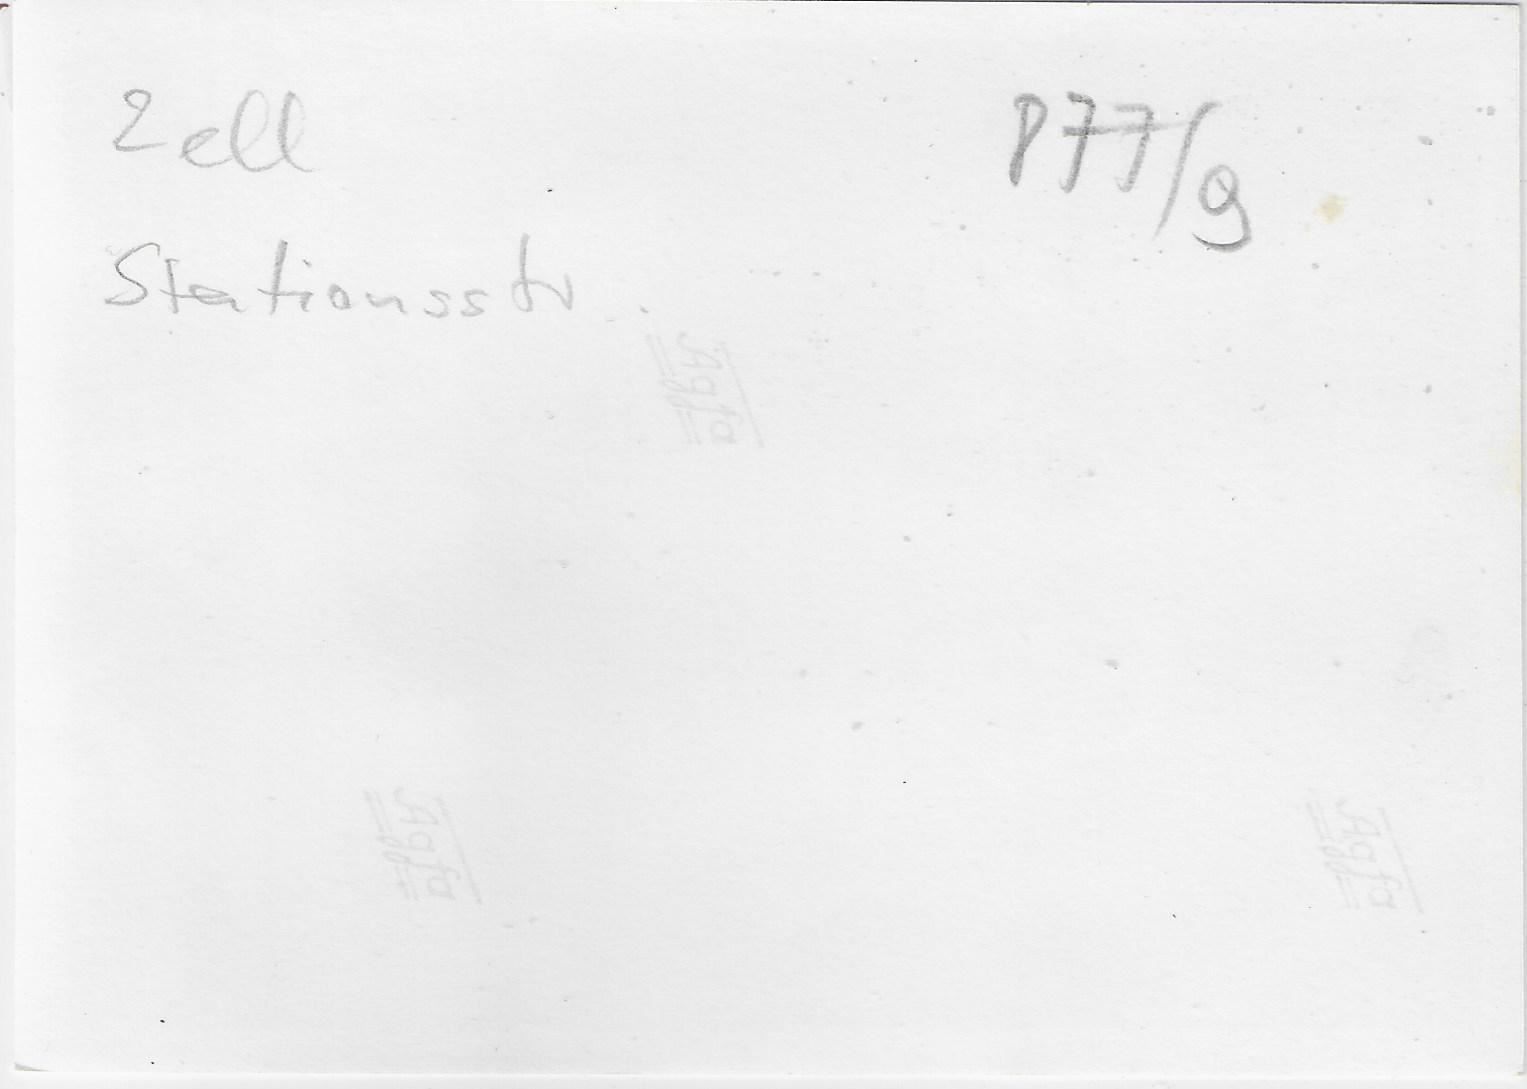 Zell
P77/9
Stationsstr.
Agfa
Agfa
Agfa